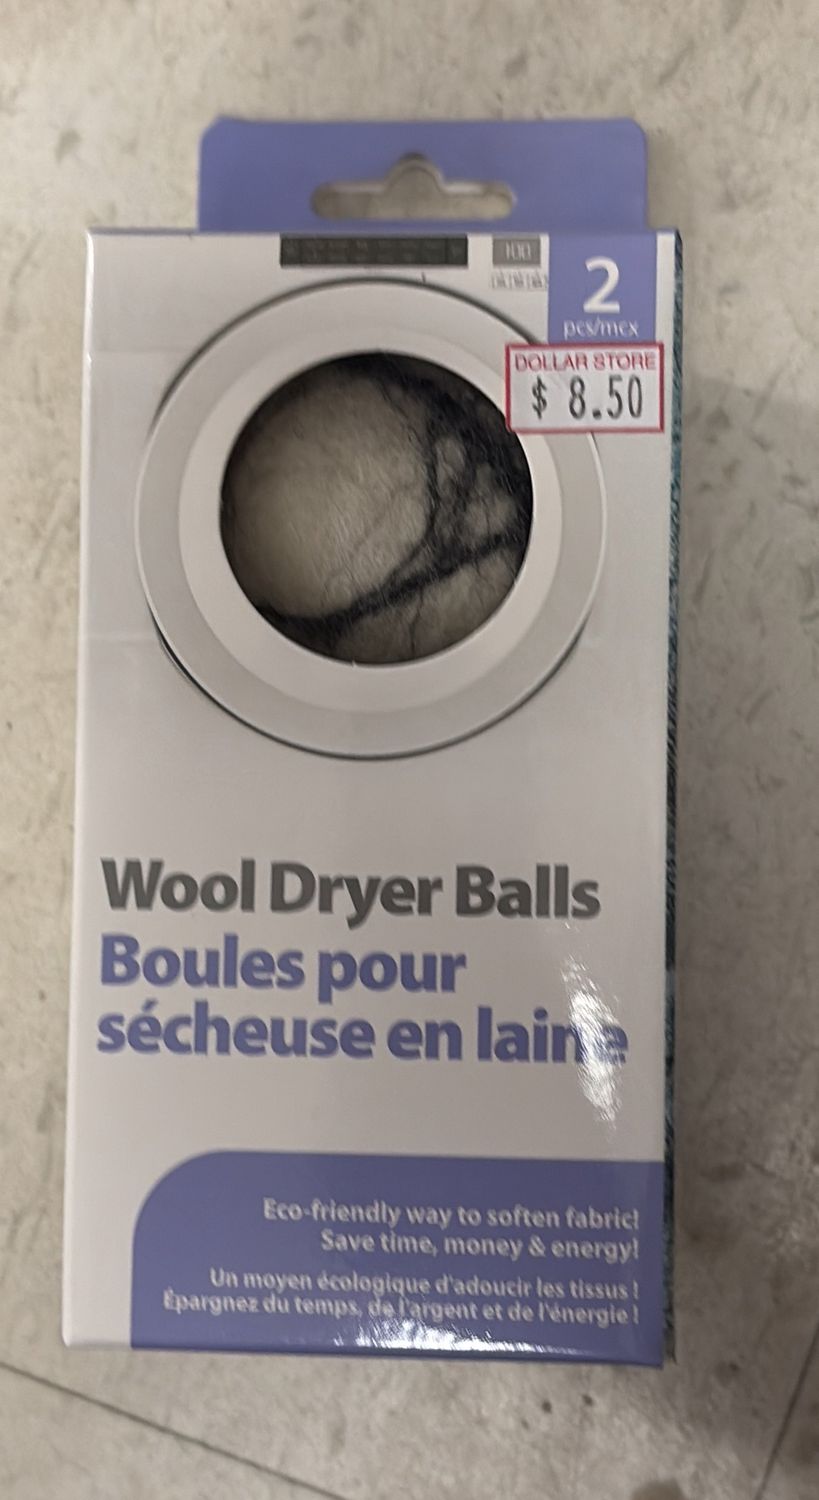 100
2
pcs/mcx
DOLLAR STORE
$ 8.50
Wool Dryer Balls
Boules pour
sécheuse en laine
Eco-friendly way to soften fabric!
Save time, money & energy!
Un moyen écologique d'adoucir les tissus !
Épargnez du temps, de l'argent et de l'énergie !